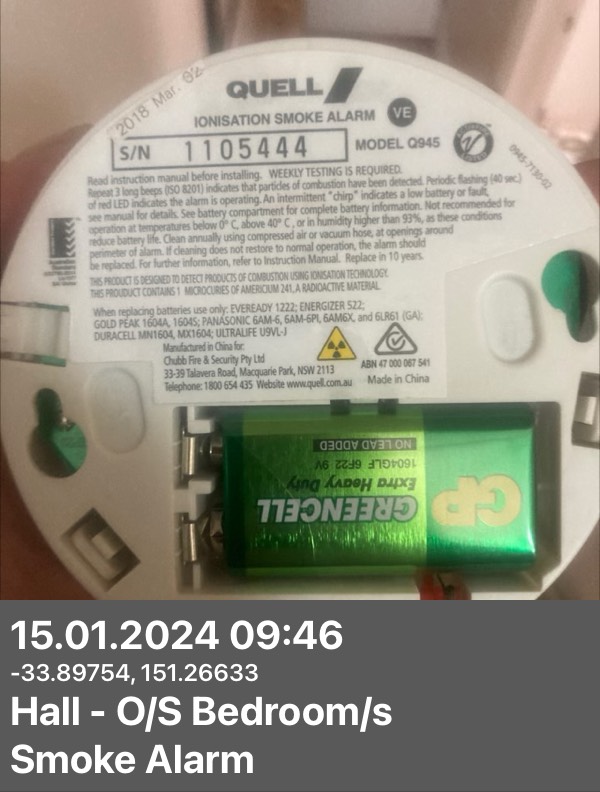 2018 Mar. 02
QUELL
IONISATION SMOKE ALARM VE
S/N 1105444 MODEL Q945
0945-7190-02
Read instruction manual before installing. WEEKLY TESTING IS REQUIRED.
Repeat 3 long beeps (ISO 8201) indicates that particles of combustion have been detected. Periodic flashing (40 sec.)
of red LED indicates the alarm is operating. An intermittent "chirp" indicates a low battery or fault,
see manual for details. See battery compartment for complete battery information. Not recommended for
operation at temperatures below 0° C, above 40° C, or in humidity higher than 93%, as these conditions
reduce battery life. Clean annually using compressed air or vacuum hose, at openings around
perimeter of alarm. If cleaning does not restore to normal operation, the alarm should
be replaced. For further information, refer to Instruction Manual. Replace in 10 years.
THIS PRODUCT IS DESIGNED TO DETECT PRODUCTS OF COMBUSTION USING IONISATION TECHNOLOGY.
THIS PRODUCT CONTAINS 1 MICROCURIES OF AMERICIUM 241, A RADIOACTIVE MATERIAL.
When replacing batteries use only: EVEREADY 1222; ENERGIZER 522;
GOLD PEAK 1604A, 1604S; PANASONIC 6AM-6, 6AM-6PI, 6AM6X, and 6LR61 (GA);
DURACELL MN1604, MX1604; ULTRALIFE U9VL-J
Manufactured in China for:
Chubb Fire & Security Pty Ltd
33-39 Talavera Road, Macquarie Park, NSW 2113
Telephone: 1800 654 435 Website www.quell.com.au
ABN 47 000 067 541
Made in China
NO LEAD ADDED
1604GLF 6F22 9V
Extra Heavy Duty
GREENCELL
GP
15.01.2024 09:46
-33.89754, 151.26633
Hall - O/S Bedroom/s
Smoke Alarm